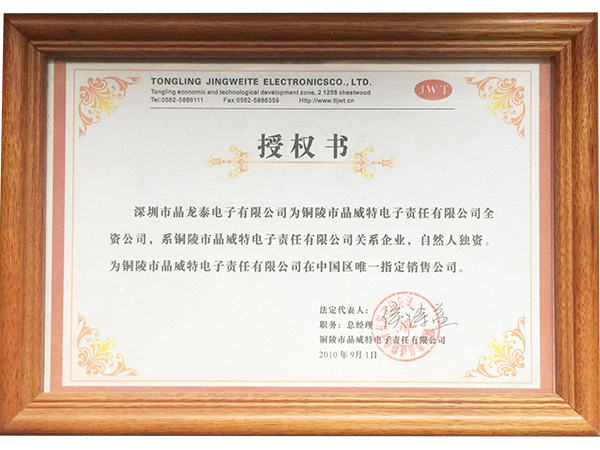 TONGLING JINGWEITE ELECTRONICSCO., LTD.
Tongling economic and technological development zone, 2 1258 chestwood
Tel:0562-5886111 Fax:0562-5886359 Http://www.tljwt.cn
JWT
授权书
深圳市晶龙泰电子有限公司为铜陵市晶威特电子责任有限公司全
资公司，系铜陵市晶威特电子责任有限公司关系企业，自然人独资。
为铜陵市晶威特电子责任有限公司在中国区唯一指定销售公司。
法定代表人：
职务：总经理
铜陵市晶威特电子责任有限公司
2010年9月1日